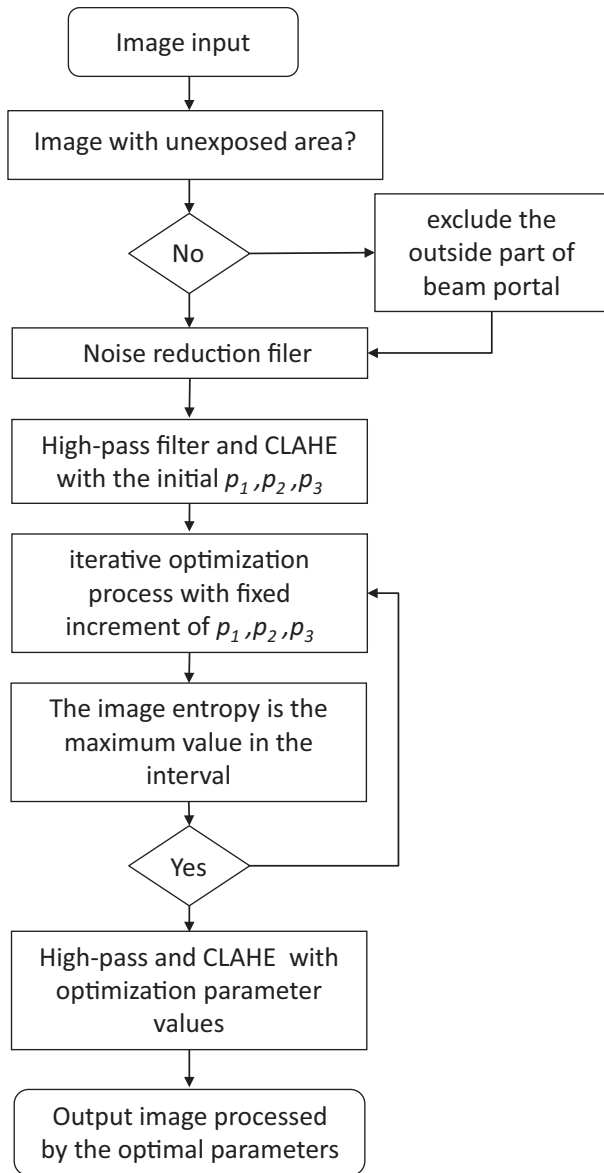 Image input
Image with unexposed area?
No
exclude the
outside part of
beam portal
Noise reduction filer
High-pass filter and CLAHE
with the initial p1 ,p2 ,p3
iterative optimization
process with fixed
increment of p1 ,p2 ,p3
The image entropy is the
maximum value in the
interval
Yes
High-pass and CLAHE with
optimization parameter
values
Output image processed
by the optimal parameters